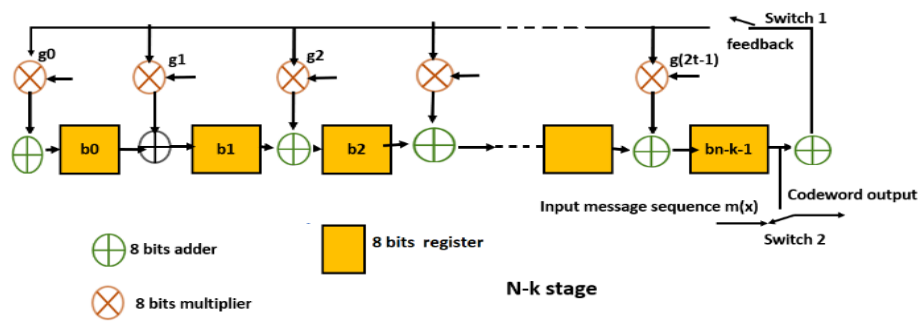 Switch 1
feedback
g0
g1
g2
g(2t-1)
b0
b1
b2
bn-k-1
Codeword output
Input message sequence m(x)
Switch 2
8 bits adder
8 bits register
8 bits multiplier
N-k stage